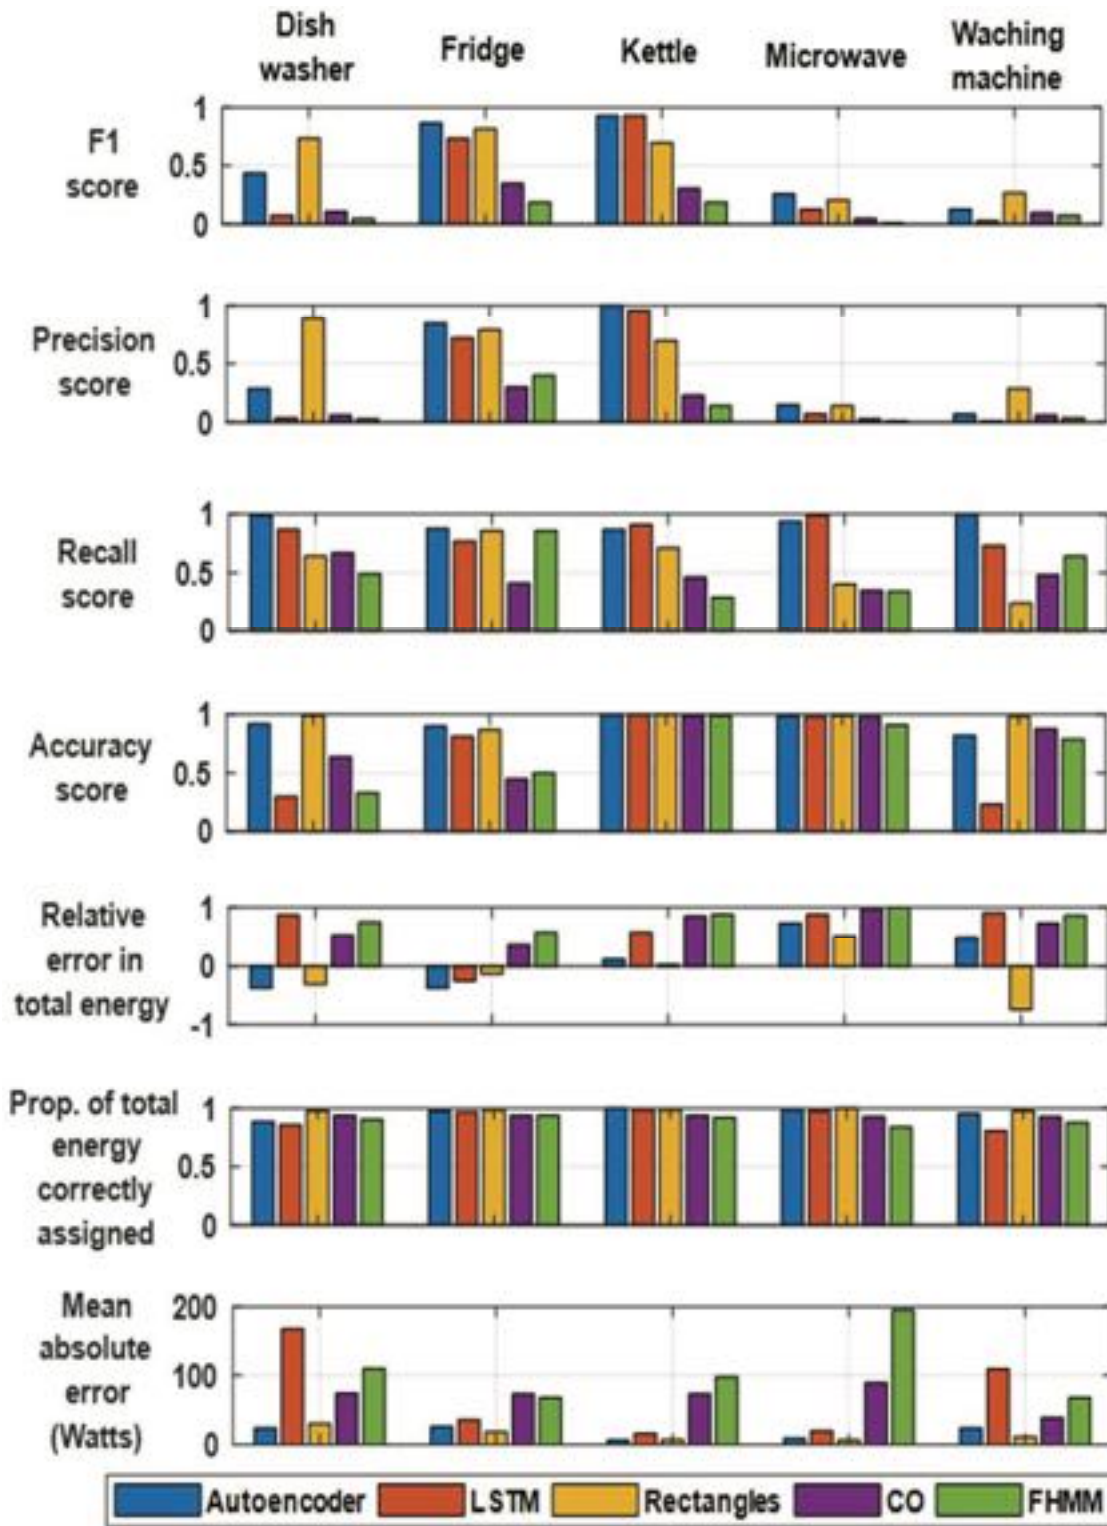 Dish
washer
Fridge
Kettle
Microwave
Waching
machine
F1
score
1
0.5
0
Precision
score
1
0.5
0
Recall
score
1
0.5
0
Accuracy
score
1
0.5
0
Relative
error in
total energy
1
0
-1
Prop. of total
energy
correctly
assigned
1
0.5
0
Mean
absolute
error
(Watts)
200
100
0
Autoencoder
LSTM
Rectangles
CO
FHMM